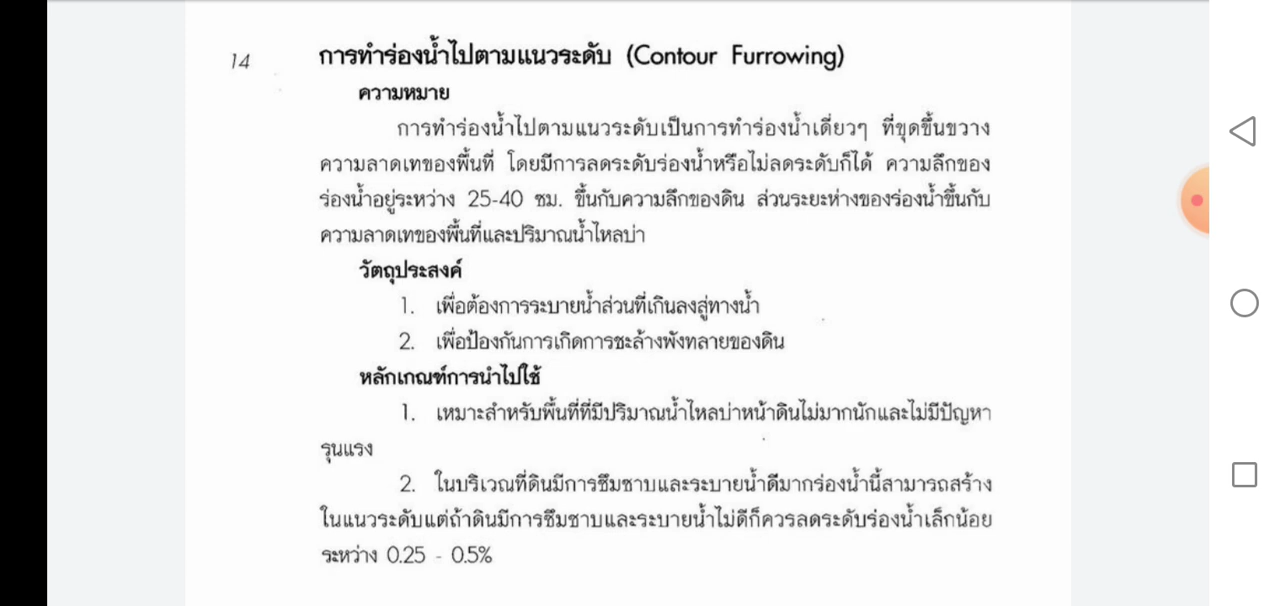 14
การทำร่องน้ำไปตามแนวระดับ (Contour Furrowing)
ความหมาย
การทำร่องน้ำไปตามแนวระดับเป็นการทำร่องน้ำเดี่ยวๆ ที่ขุดขึ้นขวาง
ความลาดเทของพื้นที่ โดยมีการลดระดับร่องน้ำหรือไม่ลดระดับก็ได้ ความลึกของ
ร่องน้ำอยู่ระหว่าง 25-40 ซม. ขึ้นกับความลึกของดิน ส่วนระยะห่างของร่องน้ำขึ้นกับ
ความลาดเทของพื้นที่และปริมาณน้ำไหลบ่า
วัตถุประสงค์
1. เพื่อต้องการระบายน้ำส่วนที่เกินลงสู่ทางน้ำ
2. เพื่อป้องกันการเกิดการชะล้างพังทลายของดิน
หลักเกณฑ์การนำไปใช้
1. เหมาะสำหรับพื้นที่ที่มีปริมาณน้ำไหลบ่าหน้าดินไม่มากนักและไม่มีปัญหา
รุนแรง
2. ในบริเวณที่ดินมีการซึมซาบและระบายน้ำดีมากร่องน้ำนี้สามารถสร้าง
ในแนวระดับแต่ถ้าดินมีการซึมซาบและระบายน้ำไม่ดีก็ควรลดระดับร่องน้ำเล็กน้อย
ระหว่าง 0.25 - 0.5%